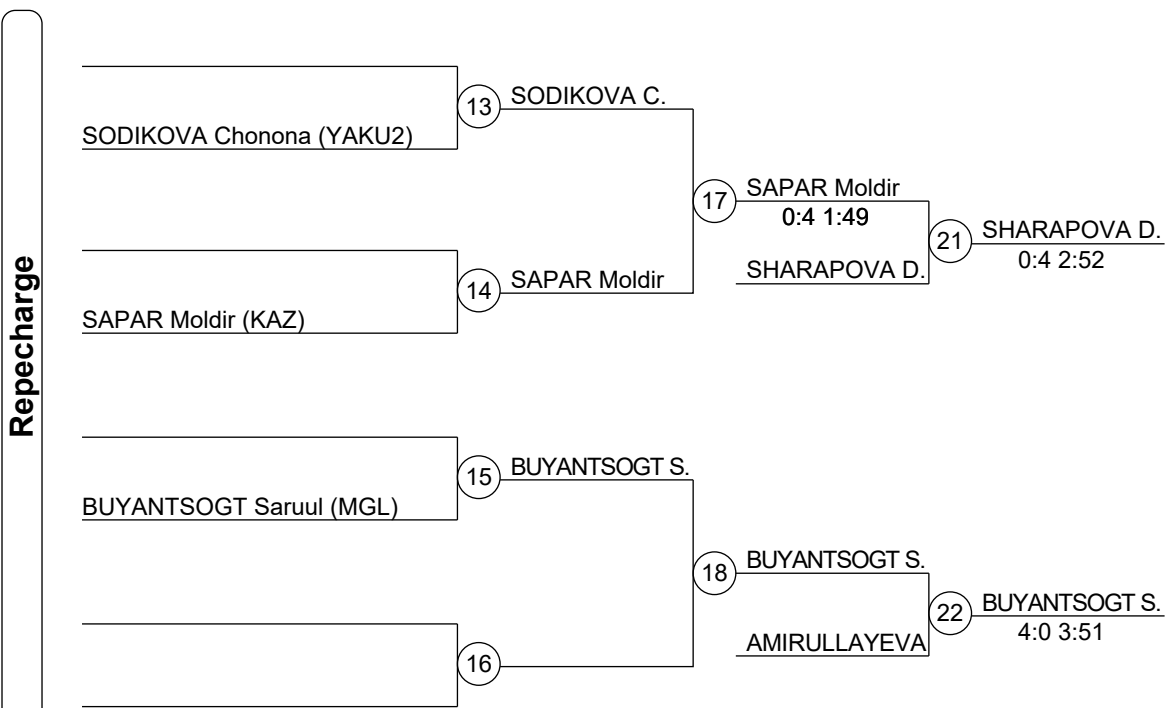 Repecharge
13
SODIKOVA C.
SODIKOVA Chonona (YAKU2)
17
SAPAR Moldir
0:4 1:49
21
SHARAPOVA D.
0:4 2:52
SHARAPOVA D.
14
SAPAR Moldir
SAPAR Moldir (KAZ)
15
BUYANTSOGT S.
BUYANTSOGT Saruul (MGL)
18
BUYANTSOGT S.
22
BUYANTSOGT S.
4:0 3:51
AMIRULLAYEVA
16